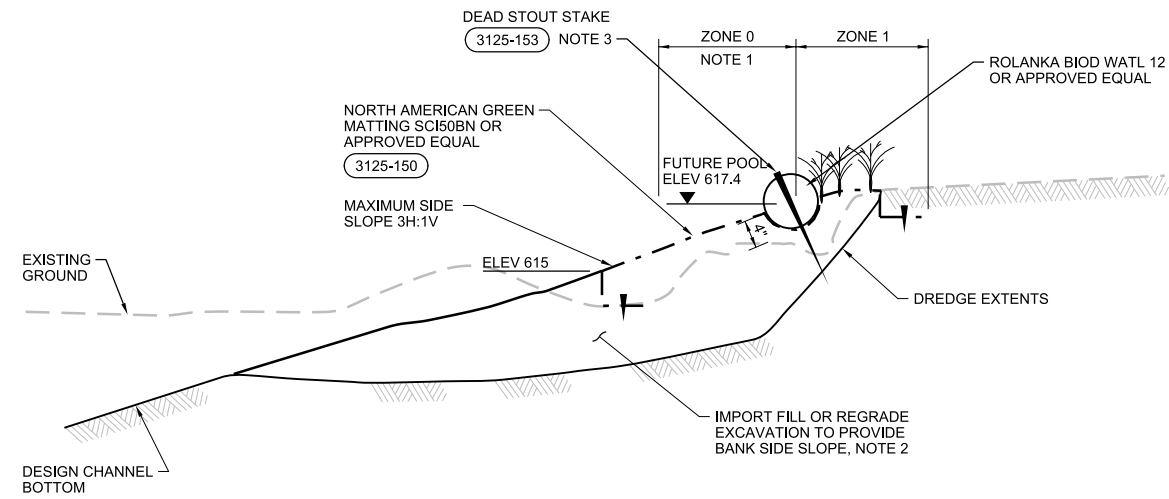 DEAD STOUT STAKE
3125-153 NOTE 3
ZONE 0
NOTE 1
ZONE 1
ROLANKA BIOD WATL 12
OR APPROVED EQUAL
NORTH AMERICAN GREEN
MATTING SCI50BN OR
APPROVED EQUAL
3125-150
FUTURE POOL
ELEV 617.4
MAXIMUM SIDE
SLOPE 3H:1V
4"
EXISTING
GROUND
ELEV 615
DREDGE EXTENTS
IMPORT FILL OR REGRADE
EXCAVATION TO PROVIDE
BANK SIDE SLOPE, NOTE 2
DESIGN CHANNEL
BOTTOM